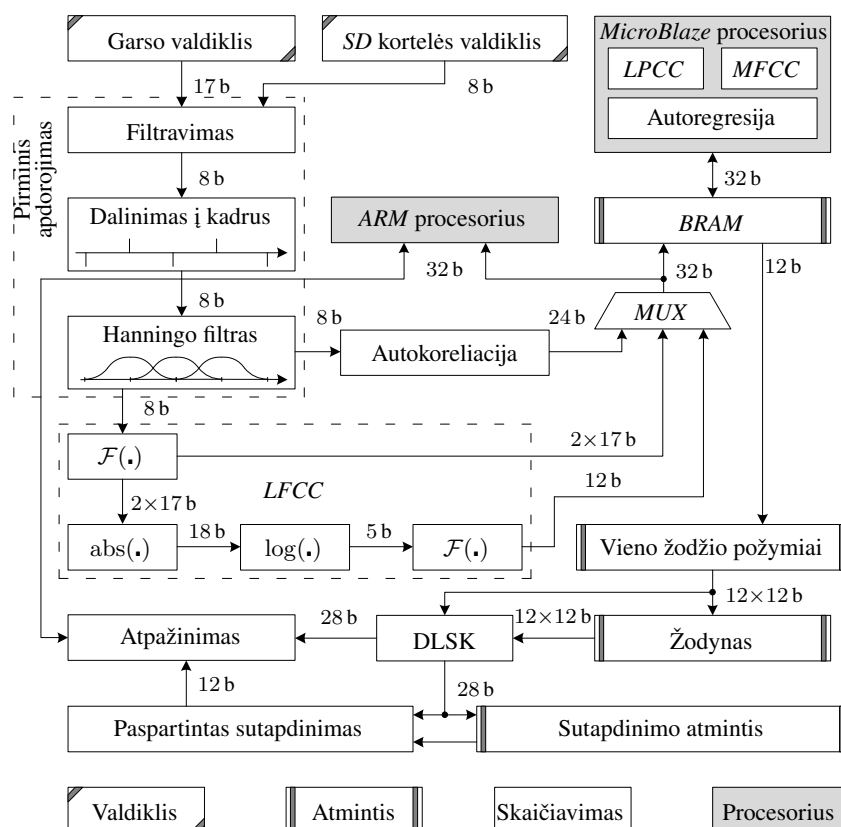 Garso valdiklis
SD kortelės valdiklis
MicroBlaze procesorius
LPCC
MFCC
Autoregresija
17 b
8 b
Pirminis
apdorojimas
Filtravimas
8 b
32 b
Dalinimas į kadrus
ARM procesorius
BRAM
32 b
32 b
12 b
8 b
Hanningo filtras
8 b
Autokoreliacija
24 b
MUX
8 b
F(.)
2×17 b
LFCC
12 b
2×17 b
abs(.)
18 b
log(.)
5 b
F(.)
Vieno žodžio požymiai
12×12 b
Atpažinimas
28 b
DLSK
12×12 b
Žodynas
12 b
28 b
Paspartintas sutapdinimas
Sutapdinimo atmintis
Valdiklis
Atmintis
Skaičiavimas
Procesorius